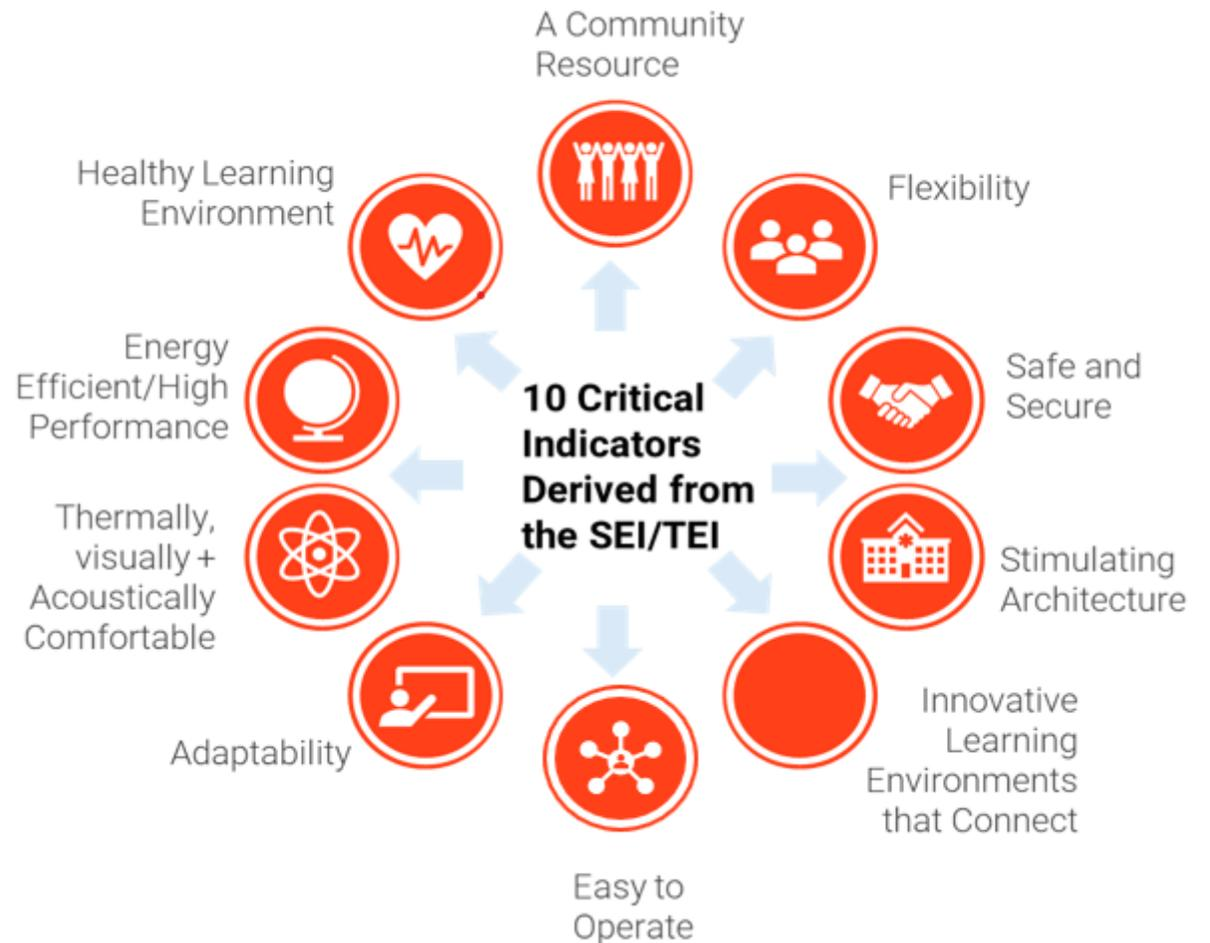 A Community
Resource
Flexibility
Safe and
Secure
Stimulating
Architecture
Innovative
Learning
Environments
that Connect
Easy to
Operate
Adaptability
Thermally,
visually +
Acoustically
Comfortable
Energy
Efficient/High
Performance
Healthy Learning
Environment
10 Critical
Indicators
Derived from
the SEI/TEI